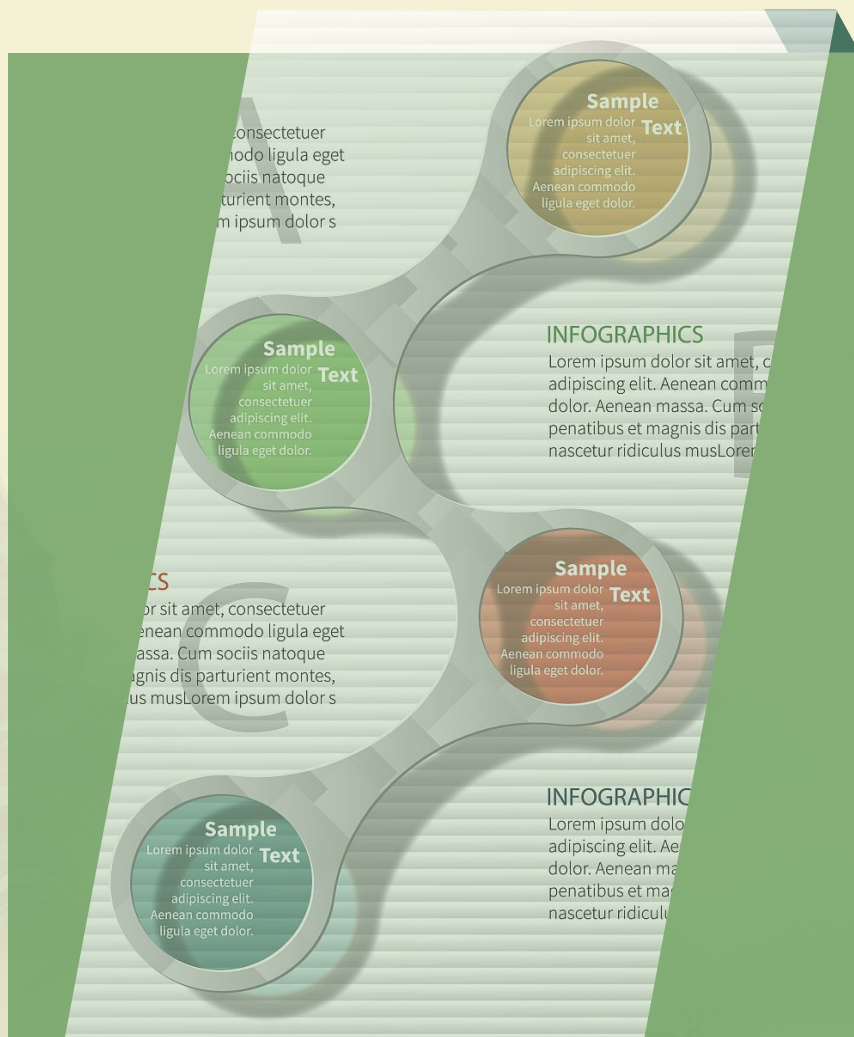 A
consectetuer
ligula eget
natoque
turient montes,
ipsum dolor s
Sample
Text
Lorem ipsum dolor
sit amet,
consectetuer
adipiscing elit.
Aenean commodo
ligula eget dolor.
Sample
Text
Lorem ipsum dolor
sit amet,
consectetuer
adipiscing elit.
Aenean commodo
ligula eget dolor.
INFOGRAPHICS
Lorem ipsum dolor sit amet, c
adipiscing elit. Aenean comm
dolor. Aenean massa. Cum so
penatibus et magnis dis part
nascetur ridiculus musLorem
CS
or sit amet, consectetuer
enean commodo ligula eget
assa. Cum sociis natoque
agnis dis parturient montes,
us musLorem ipsum dolor s
C
Sample
Text
Lorem ipsum dolor
sit amet,
consectetuer
adipiscing elit.
Aenean commodo
ligula eget dolor.
Sample
Text
Lorem ipsum dolor
sit amet,
consectetuer
adipiscing elit.
Aenean commodo
ligula eget dolor.
INFOGRAPHIC
Lorem ipsum dolo
adipiscing elit. Ae
dolor. Aenean ma
penatibus et mag
nascetur ridiculu